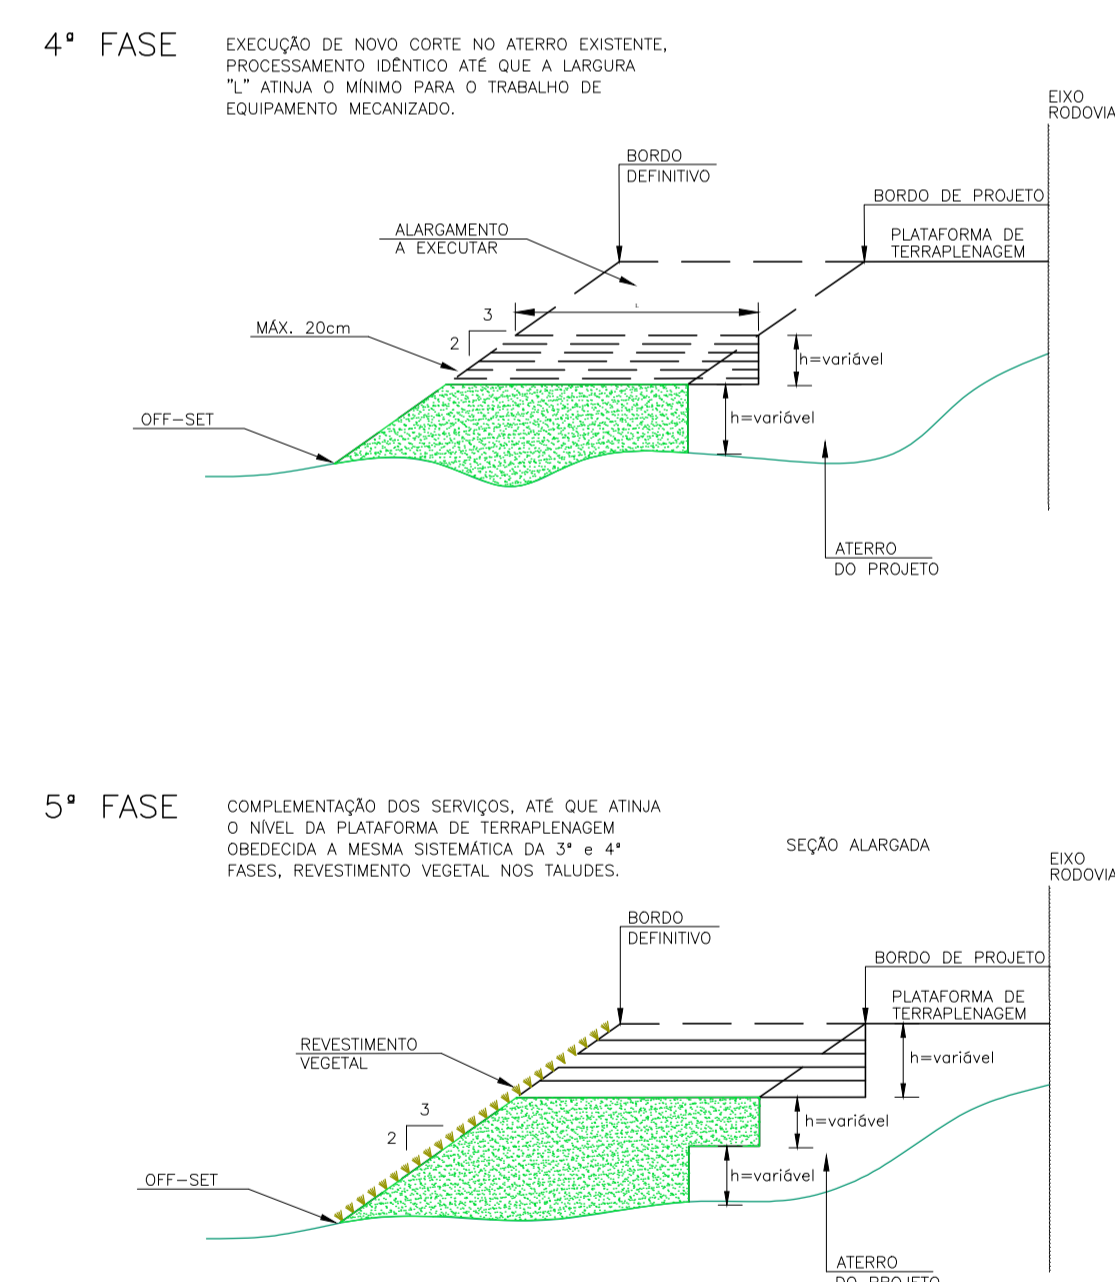 4ª FASE
EXECUÇÃO DE NOVO CORTE NO ATERRO EXISTENTE,
PROCESSAMENTO IDÊNTICO ATÉ QUE A LARGURA
"L" ATINJA O MÍNIMO PARA O TRABALHO DE
EQUIPAMENTO MECANIZADO.
EIXO
RODOVIA
BORDO
DEFINITIVO
BORDO DE PROJETO
ALARGAMENTO
A EXECUTAR
PLATAFORMA DE
TERRAPLENAGEM
3
2
L
MÁX. 20cm
h=variável
h=variável
OFF-SET
ATERRO
DO PROJETO
5ª FASE
COMPLEMENTAÇÃO DOS SERVIÇOS, ATÉ QUE ATINJA
O NÍVEL DA PLATAFORMA DE TERRAPLENAGEM
OBEDECIDA A MESMA SISTEMÁTICA DA 3ª e 4ª
FASES, REVESTIMENTO VEGETAL NOS TALUDES.
SEÇÃO ALARGADA
EIXO
RODOVIA
BORDO
DEFINITIVO
BORDO DE PROJETO
PLATAFORMA DE
TERRAPLENAGEM
REVESTIMENTO
VEGETAL
h=variável
3
2
h=variável
h=variável
OFF-SET
ATERRO
DO PROJETO